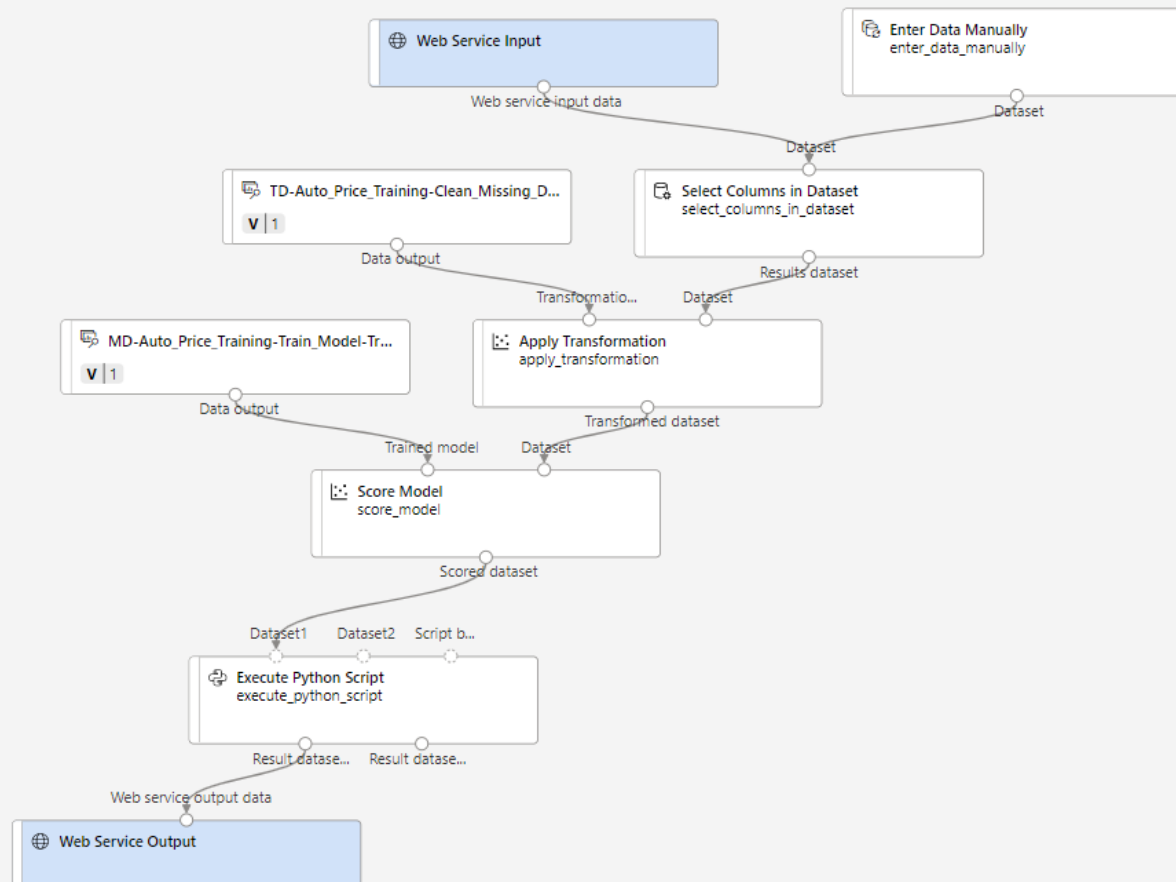 Web Service Input
Enter Data Manually
enter_data_manually
Web service input data
Dataset
Dataset
TD-Auto_Price_Training-Clean_Missing_D...
V 1
Select Columns in Dataset
select_columns_in_dataset
Data output
Results dataset
Transformatio...
Dataset
MD-Auto_Price_Training-Train_Model-Tr...
V 1
Apply Transformation
apply_transformation
Data output
Transformed dataset
Trained model
Dataset
Score Model
score_model
Scored dataset
Dataset1
Dataset2
Script b...
Execute Python Script
execute_python_script
Result datase...
Result datase...
Web service output data
Web Service Output